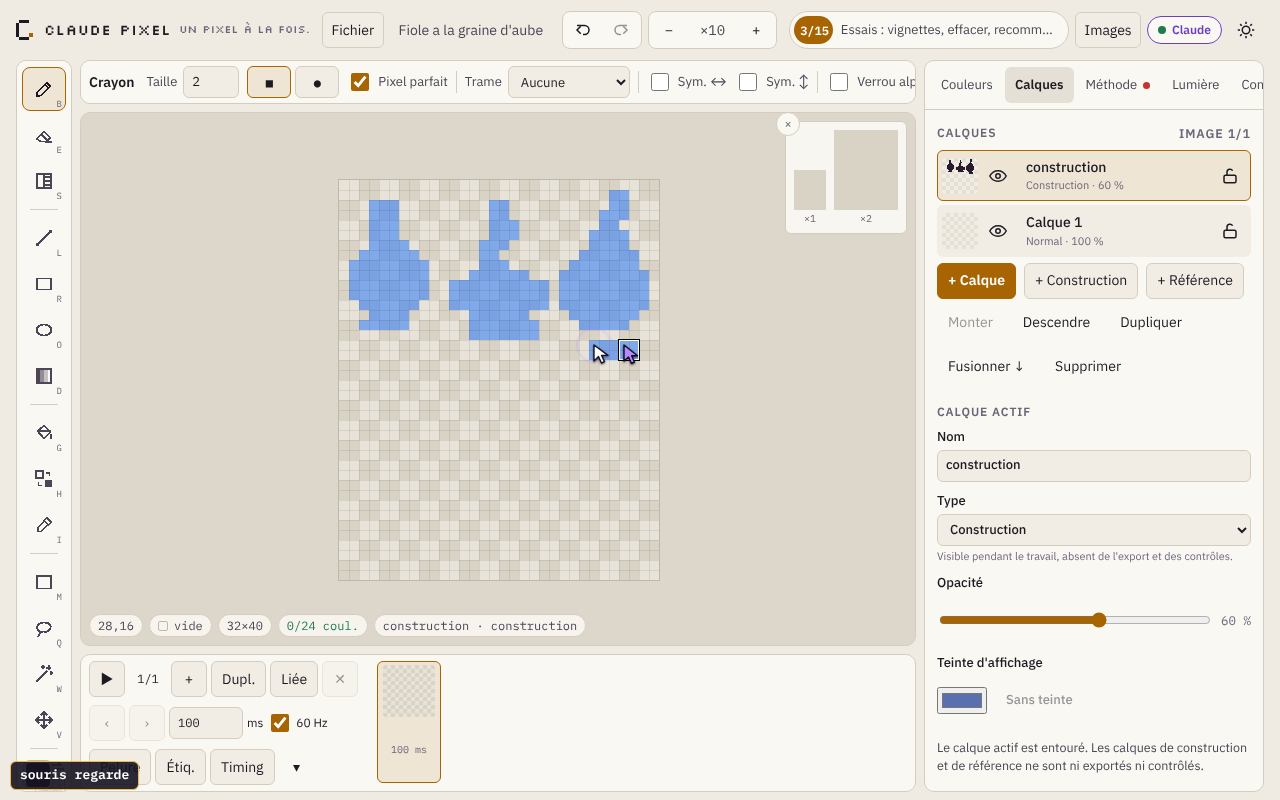 CLAUDE PIXEL UN PIXEL À LA FOIS. Fichier Fiole à la graine d'aube − ×10 + 3/15 Essais : vignettes, effacer, recomm… Images Claude
Crayon Taille 2 Pixel parfait Trame Aucune Sym. Sym. Verrou alp
Couleurs Calques Méthode Lumière Con
B
E
S
L
R
O
D
G
H
I
M
Q
W
V
×
×1 ×2
CALQUES IMAGE 1/1
construction
Construction · 60 %
Calque 1
Normal · 100 %
+ Calque + Construction + Référence
Monter Descendre Dupliquer
Fusionner ↓ Supprimer
CALQUE ACTIF
Nom
construction
Type
Construction
Visible pendant le travail, absent de l'export et des contrôles.
Opacité
60 %
Teinte d'affichage
Sans teinte
Le calque actif est entouré. Les calques de construction
et de référence ne sont ni exportés ni contrôlés.
28,16 vide 32×40 0/24 coul. construction · construction
1/1 + Dupl. Liée ×
‹ › 100 ms 60 Hz
Étiq. Timing ▼
100 ms
souris regarde